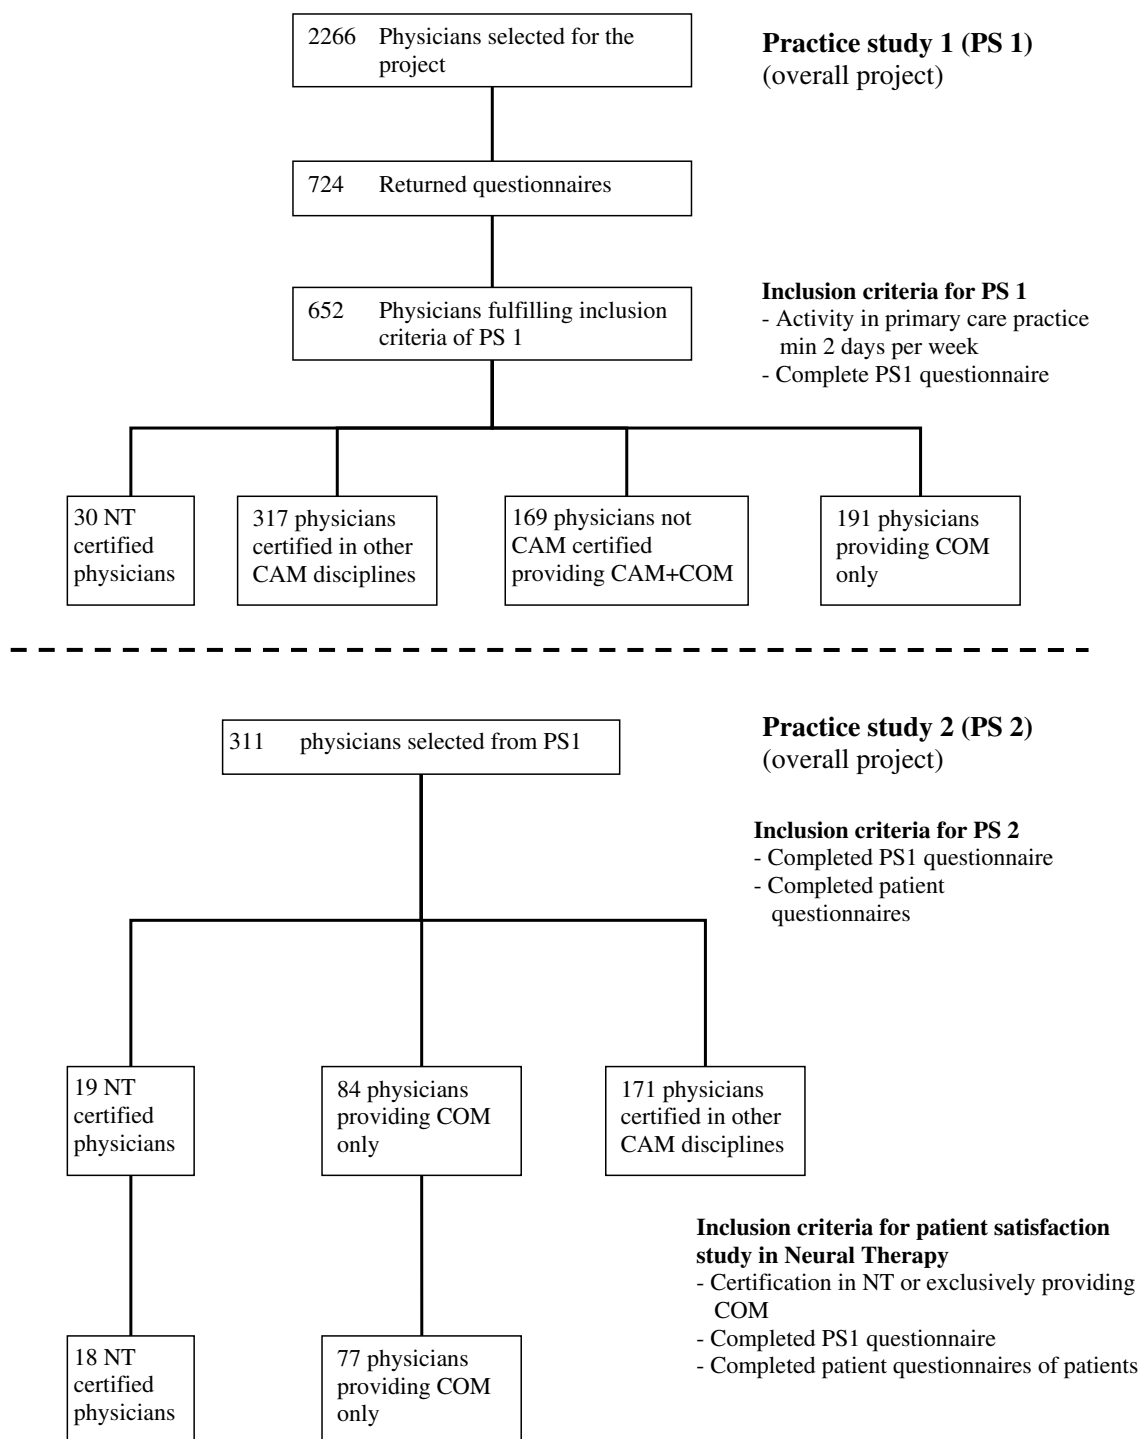 2266 Physicians selected for the
project
Practice study 1 (PS 1)
(overall project)
724 Returned questionnaires
652 Physicians fulfilling inclusion
criteria of PS 1
Inclusion criteria for PS 1
- Activity in primary care practice
min 2 days per week
- Complete PS1 questionnaire
30 NT
certified
physicians
317 physicians
certified in other
CAM disciplines
169 physicians not
CAM certified
providing CAM+COM
191 physicians
providing COM
only
311 physicians selected from PS1
Practice study 2 (PS 2)
(overall project)
Inclusion criteria for PS 2
- Completed PS1 questionnaire
- Completed patient
questionnaires
19 NT
certified
physicians
84 physicians
providing COM
only
171 physicians
certified in other
CAM disciplines
Inclusion criteria for patient satisfaction
study in Neural Therapy
- Certification in NT or exclusively providing
COM
- Completed PS1 questionnaire
- Completed patient questionnaires of patients
18 NT
certified
physicians
77 physicians
providing COM
only